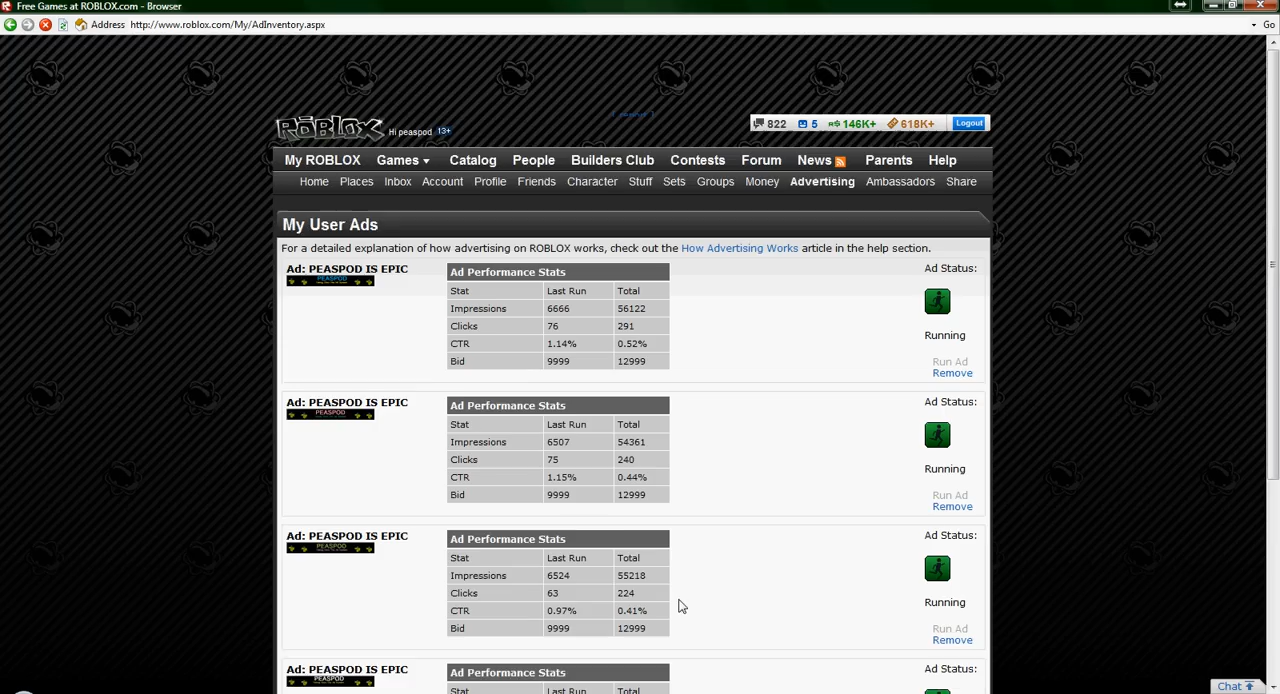 Free Games at ROBLOX.com - Browser
Address http://www.roblox.com/My/AdInventory.aspx Go
ROBLOX Hi peaspod 13+ 822 5 R$ 146K+ 618K+ Logout
My ROBLOX Games Catalog People Builders Club Contests Forum News Parents Help
Home Places Inbox Account Profile Friends Character Stuff Sets Groups Money Advertising Ambassadors Share
My User Ads
For a detailed explanation of how advertising on ROBLOX works, check out the How Advertising Works article in the help section.
Ad: PEASPOD IS EPIC
PEASPOD
Ad Performance Stats
Stat Last Run Total
Impressions 6666 56122
Clicks 76 291
CTR 1.14% 0.52%
Bid 9999 12999
Ad Status:
Running
Run Ad
Remove
Ad: PEASPOD IS EPIC
PEASPOD
Ad Performance Stats
Stat Last Run Total
Impressions 6507 54361
Clicks 75 240
CTR 1.15% 0.44%
Bid 9999 12999
Ad Status:
Running
Run Ad
Remove
Ad: PEASPOD IS EPIC
PEASPOD
Ad Performance Stats
Stat Last Run Total
Impressions 6524 55218
Clicks 63 224
CTR 0.97% 0.41%
Bid 9999 12999
Ad Status:
Running
Run Ad
Remove
Ad: PEASPOD IS EPIC
PEASPOD
Ad Performance Stats
Stat Last Run Total
Ad Status:
Chat